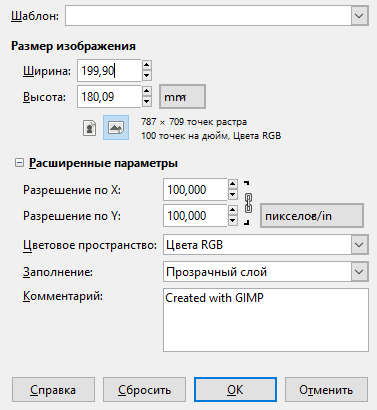 Шаблон:
Размер изображения
Ширина: 199,90
Высота: 180,09 mm
787 × 709 точек растра
100 точек на дюйм, Цвета RGB
Расширенные параметры
Разрешение по X: 100,000
Разрешение по Y: 100,000 пикселов/in
Цветовое пространство: Цвета RGB
Заполнение: Прозрачный слой
Комментарий: Created with GIMP
Справка Сбросить OK Отменить